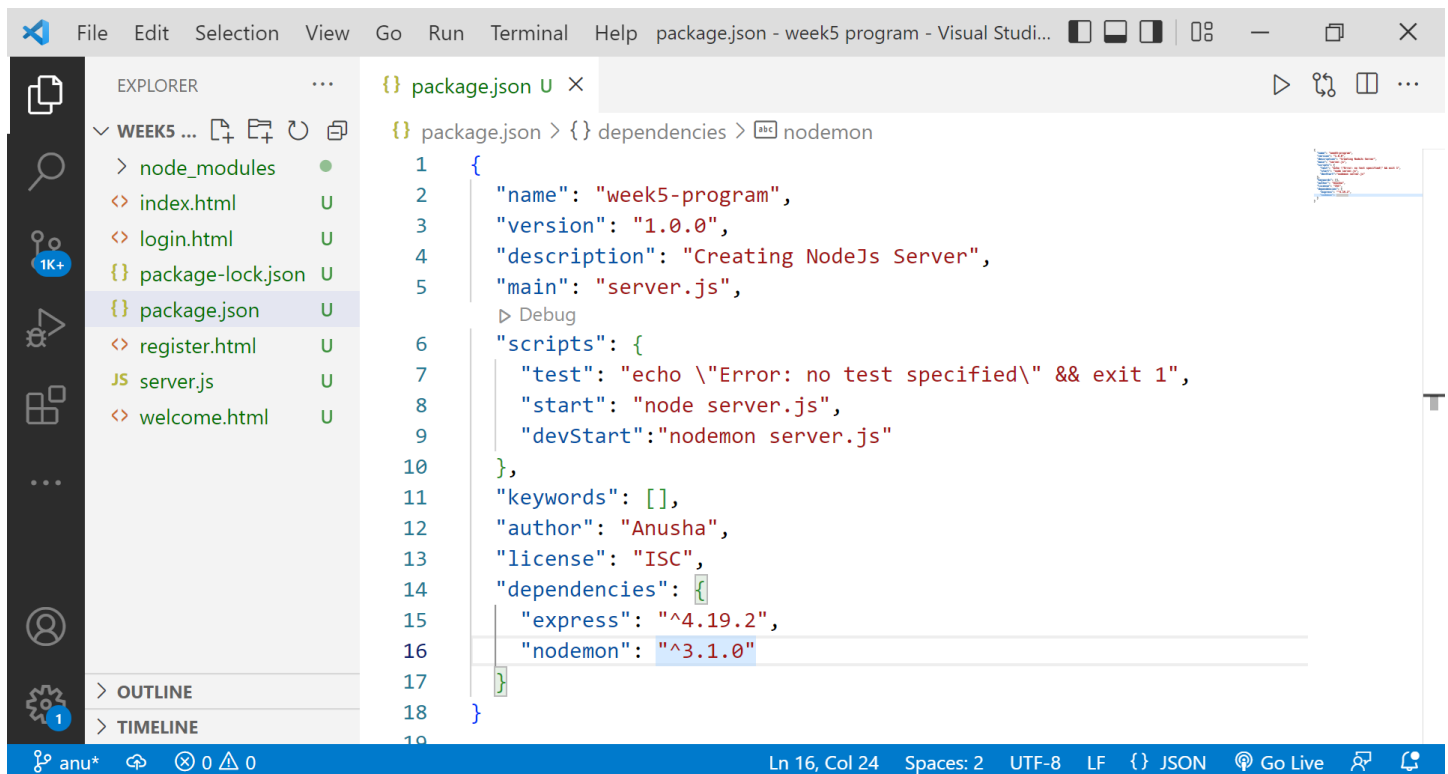 File Edit Selection View Go Run Terminal Help package.json - week5 program - Visual Studi...
EXPLORER ...
WEEK5 ...
node_modules
index.html U
login.html U
package-lock.json U
package.json U
register.html U
JS server.js U
welcome.html U
OUTLINE
TIMELINE
1K+
1
{} package.json U
{} package.json > {} dependencies > abc nodemon
1 {
2 "name": "week5-program",
3 "version": "1.0.0",
4 "description": "Creating NodeJs Server",
5 "main": "server.js",
Debug
6 "scripts": {
7 "test": "echo \"Error: no test specified\" && exit 1",
8 "start": "node server.js",
9 "devStart":"nodemon server.js"
10 },
11 "keywords": [],
12 "author": "Anusha",
13 "license": "ISC",
14 "dependencies": {
15 "express": "^4.19.2",
16 "nodemon": "^3.1.0"
17 }
18 }
19
anu* 0 0 Ln 16, Col 24 Spaces: 2 UTF-8 LF {} JSON Go Live